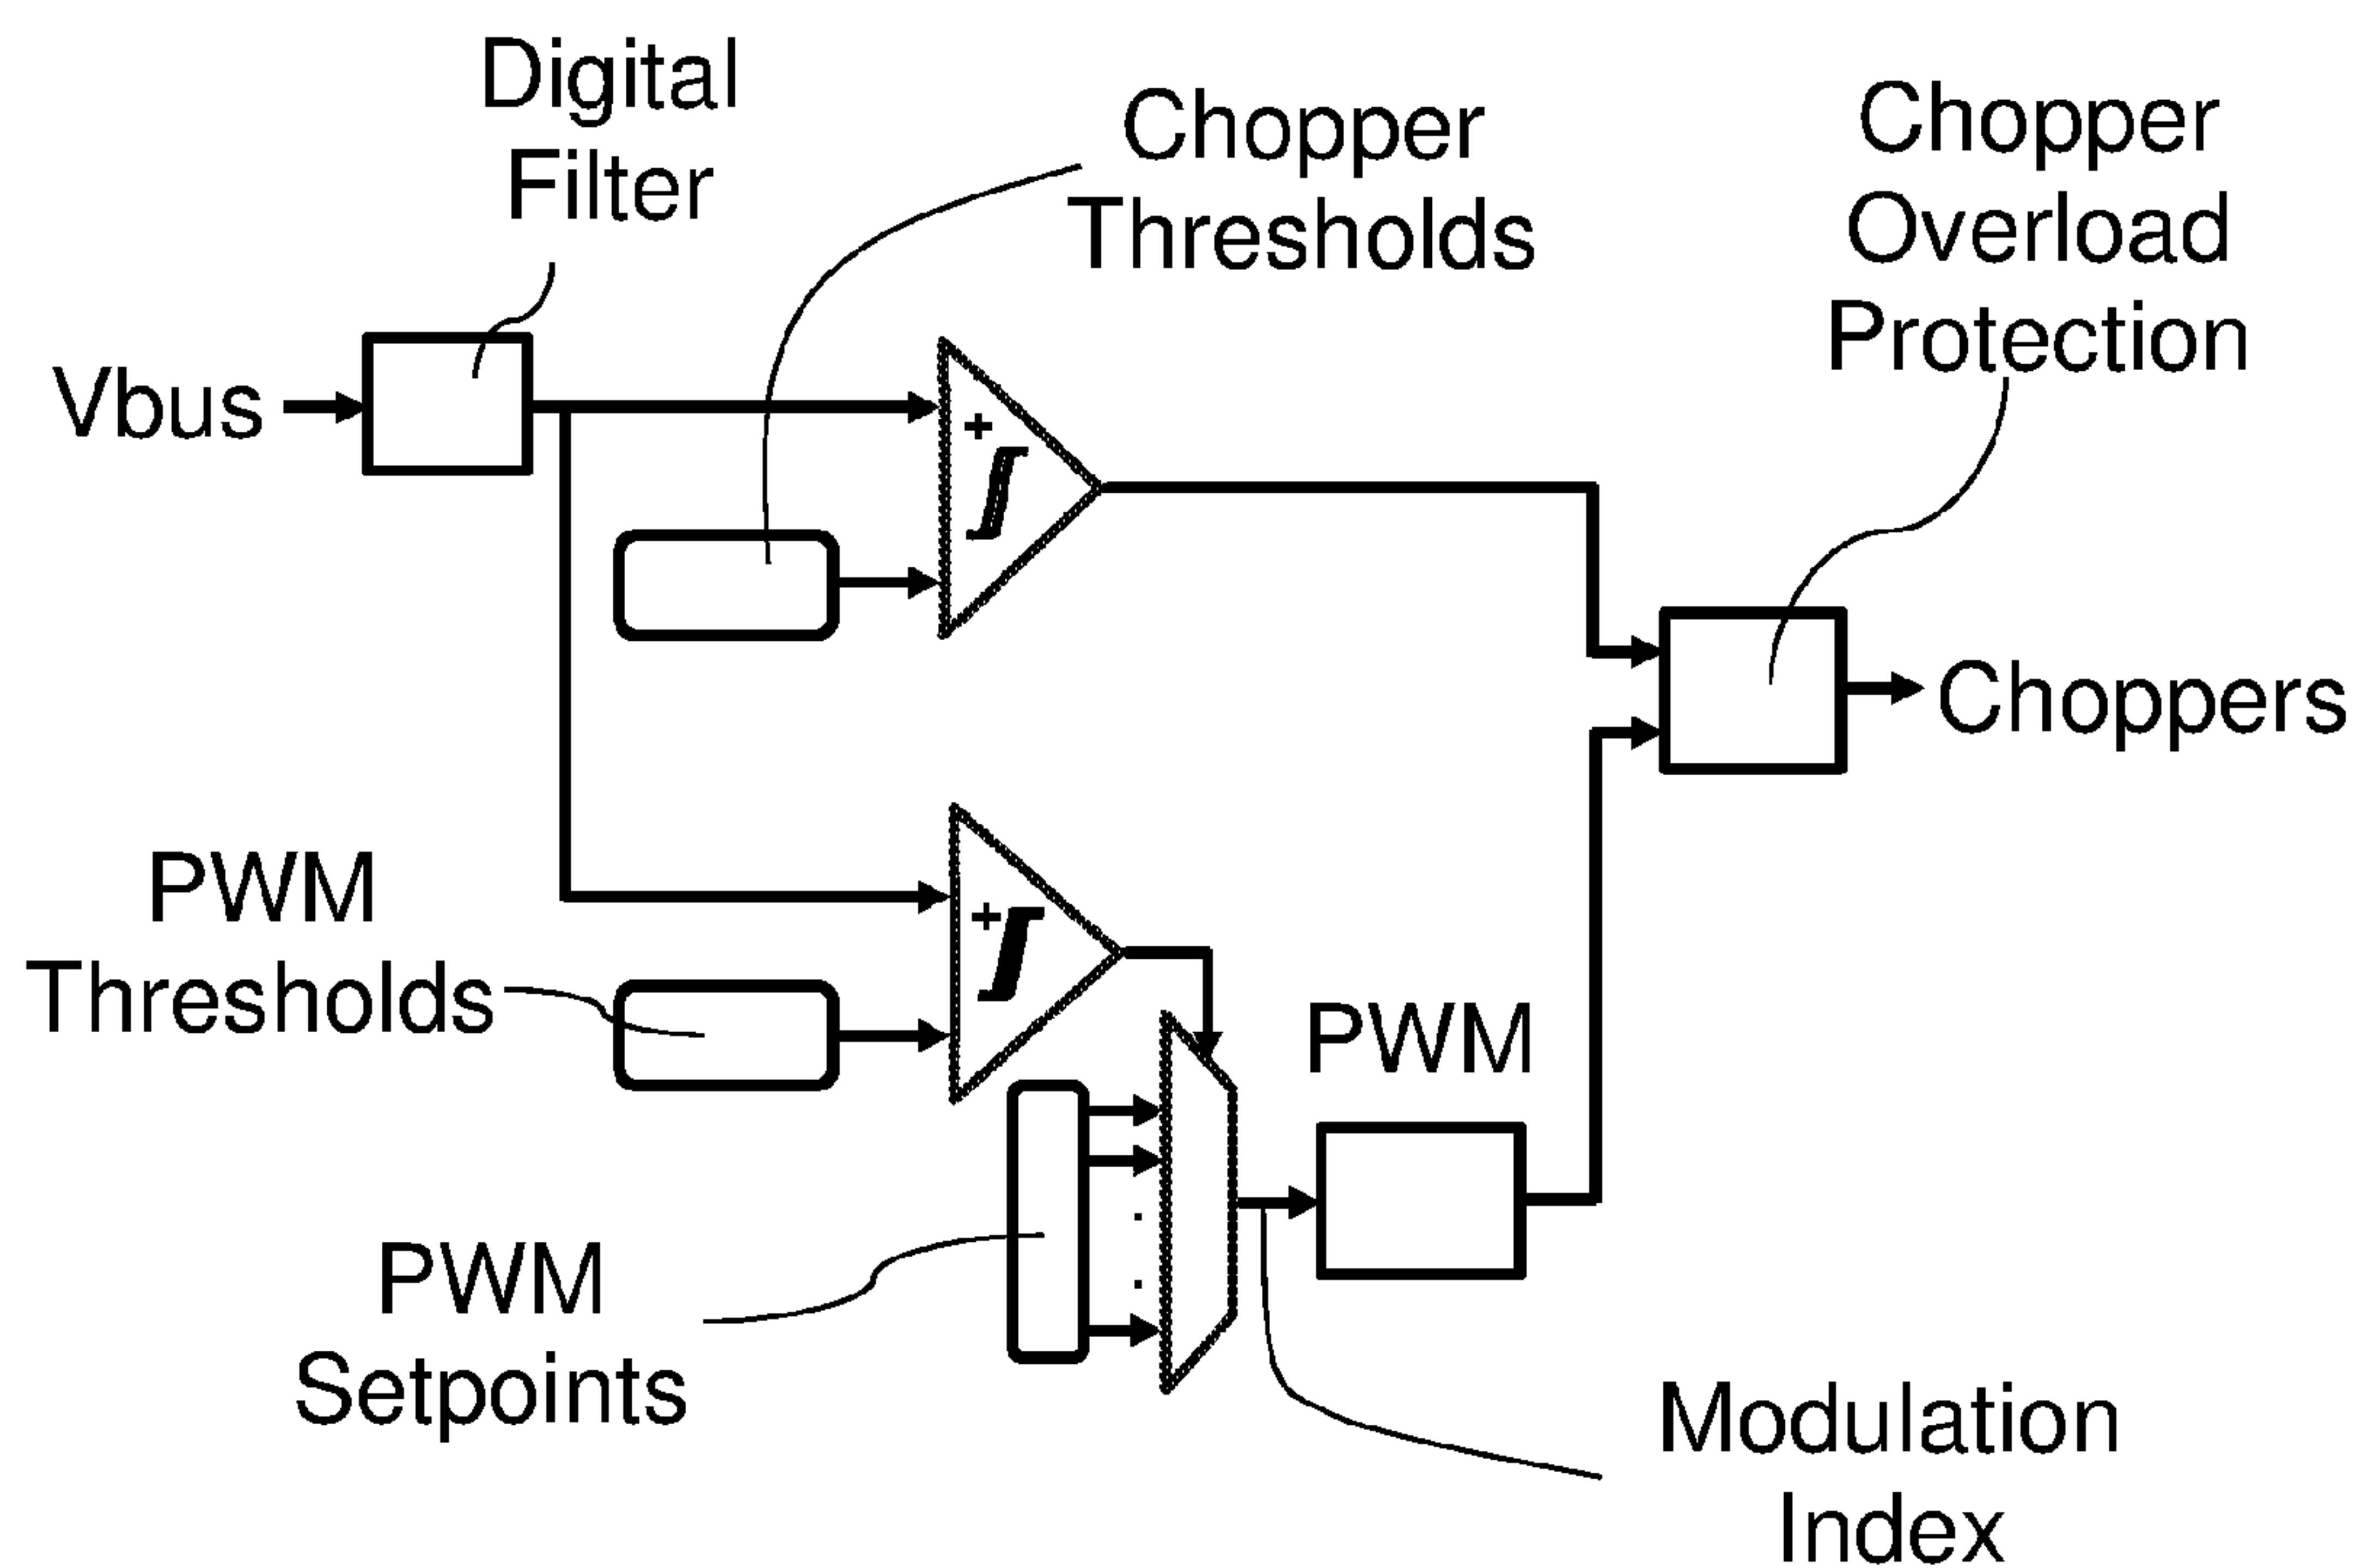 Digital
Filter
Chopper
Thresholds
Chopper
Overload
Protection
Vbus
+
Choppers
PWM
Thresholds
+
PWM
PWM
Setpoints
Modulation
Index